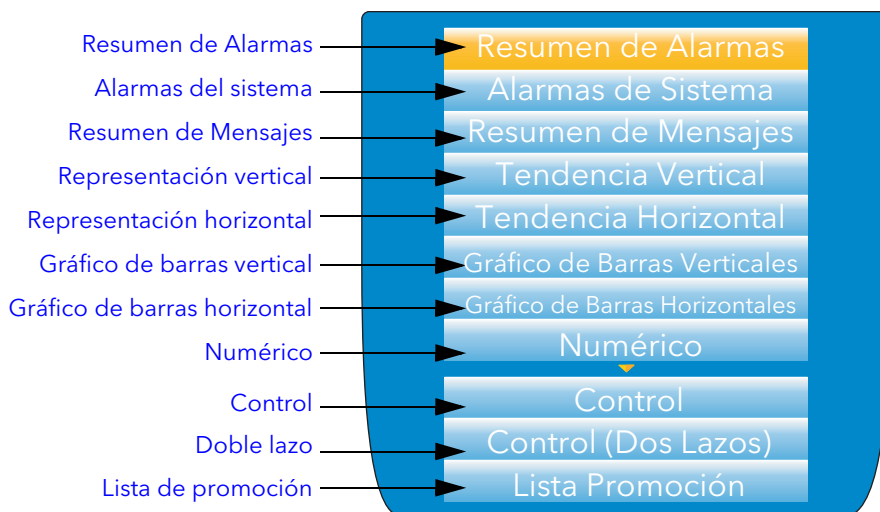 Resumen de Alarmas Resumen de Alarmas
Alarmas del sistema Alarmas de Sistema
Resumen de Mensajes Resumen de Mensajes
Representación vertical Tendencia Vertical
Representación horizontal Tendencia Horizontal
Gráfico de barras vertical Gráfico de Barras Verticales
Gráfico de barras horizontal Gráfico de Barras Horizontales
Numérico Numérico
Control Control
Doble lazo Control (Dos Lazos)
Lista de promoción Lista Promoción